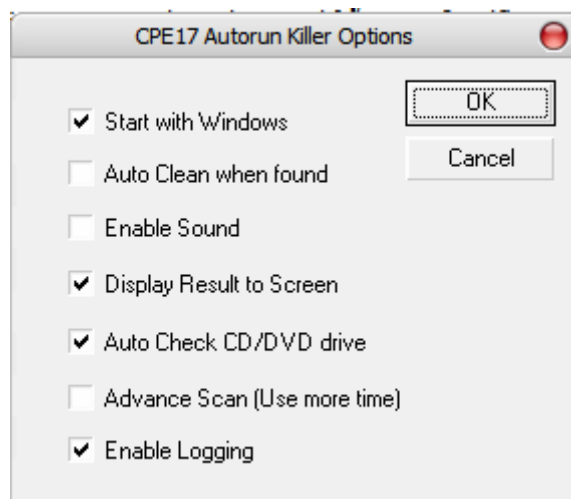 CPE17 Autorun Killer Options
OK
Cancel
Start with Windows
Auto Clean when found
Enable Sound
Display Result to Screen
Auto Check CD/DVD drive
Advance Scan (Use more time)
Enable Logging